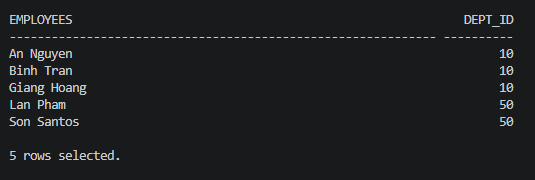 EMPLOYEES DEPT_ID
------------------------------------------------------------- ----------
An Nguyen 10
Binh Tran 10
Giang Hoang 10
Lan Pham 50
Son Santos 50
5 rows selected.